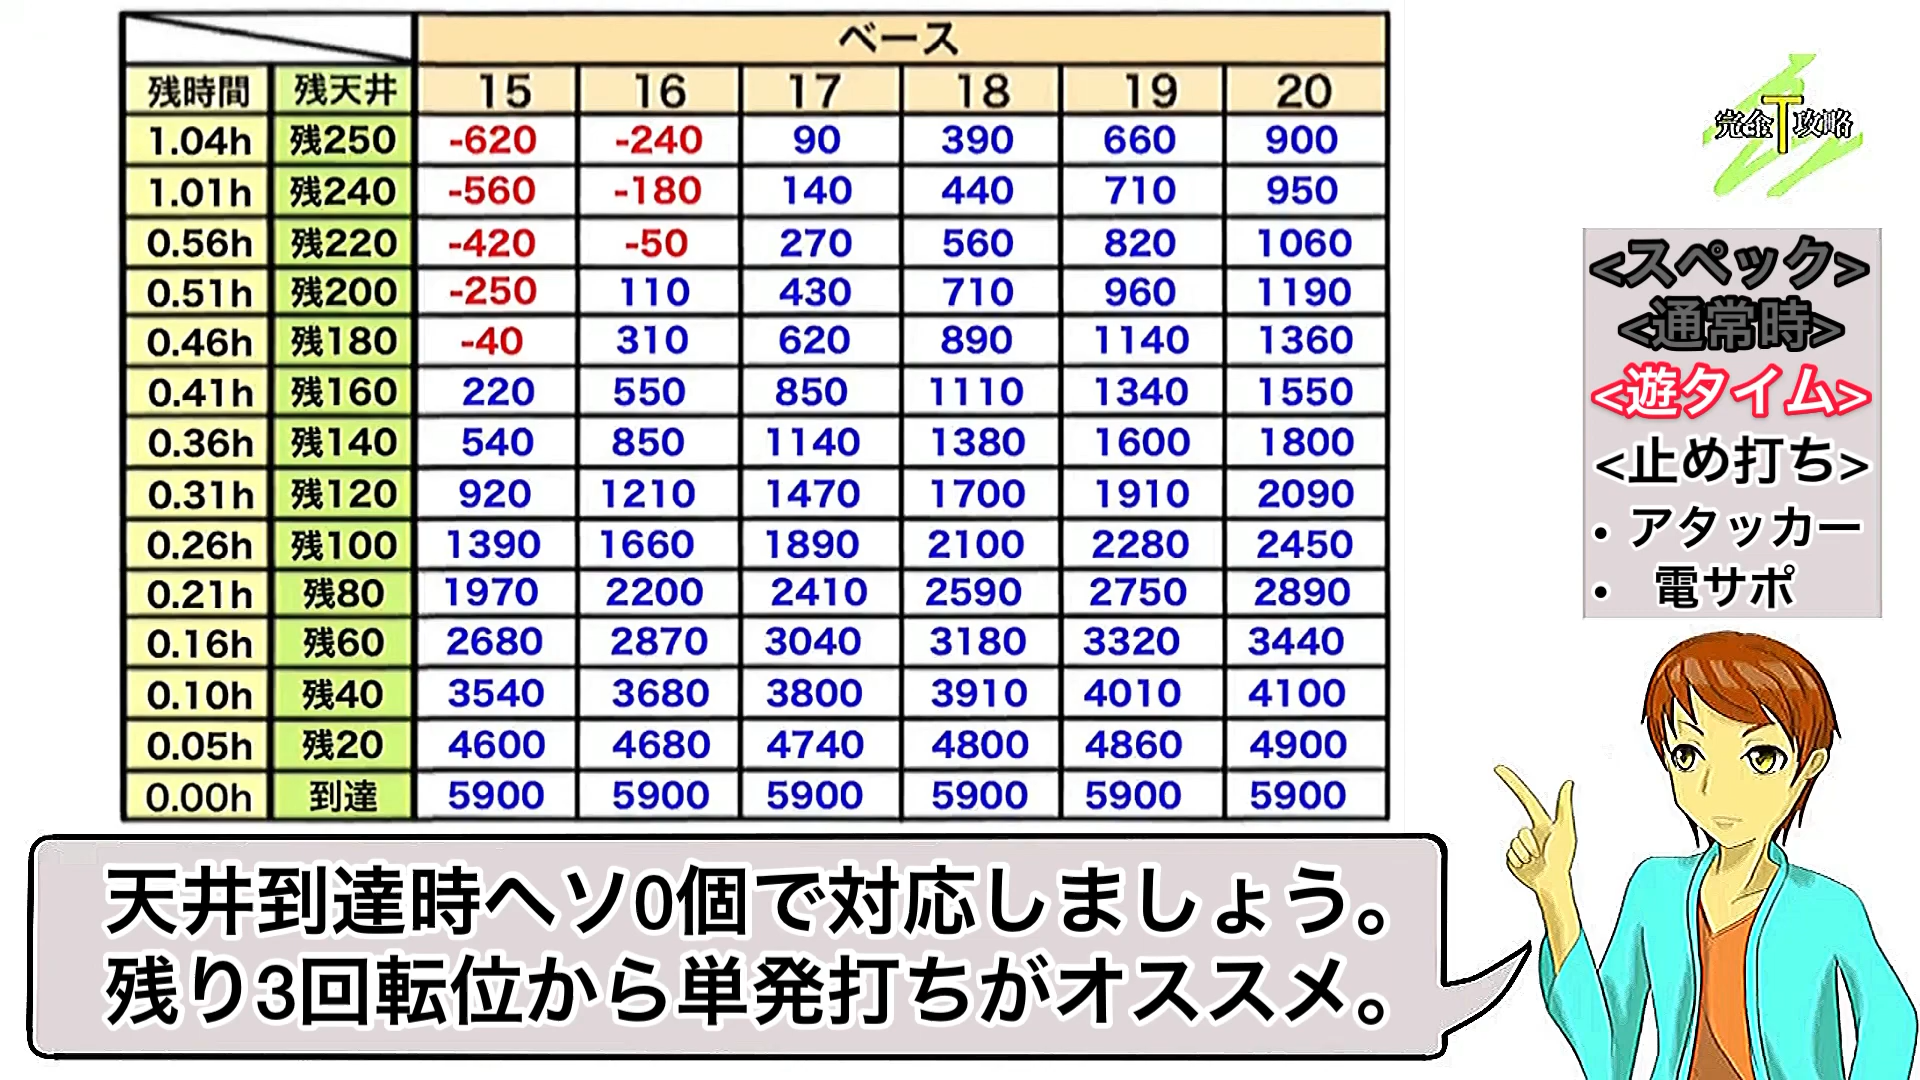 ベース
残時間 残天井 15 16 17 18 19 20
1.04h 残250 -620 -240 90 390 660 900
1.01h 残240 -560 -180 140 440 710 950
0.56h 残220 -420 -50 270 560 820 1060
0.51h 残200 -250 110 430 710 960 1190
0.46h 残180 -40 310 620 890 1140 1360
0.41h 残160 220 550 850 1110 1340 1550
0.36h 残140 540 850 1140 1380 1600 1800
0.31h 残120 920 1210 1470 1700 1910 2090
0.26h 残100 1390 1660 1890 2100 2280 2450
0.21h 残80 1970 2200 2410 2590 2750 2890
0.16h 残60 2680 2870 3040 3180 3320 3440
0.10h 残40 3540 3680 3800 3910 4010 4100
0.05h 残20 4600 4680 4740 4800 4860 4900
0.00h 到達 5900 5900 5900 5900 5900 5900
完全T攻略
<スペック>
<通常時>
<遊タイム>
<止め打ち>
・アタッカー
・ 電サポ
天井到達時ヘソ0個で対応しましょう。
残り3回転位から単発打ちがオススメ。